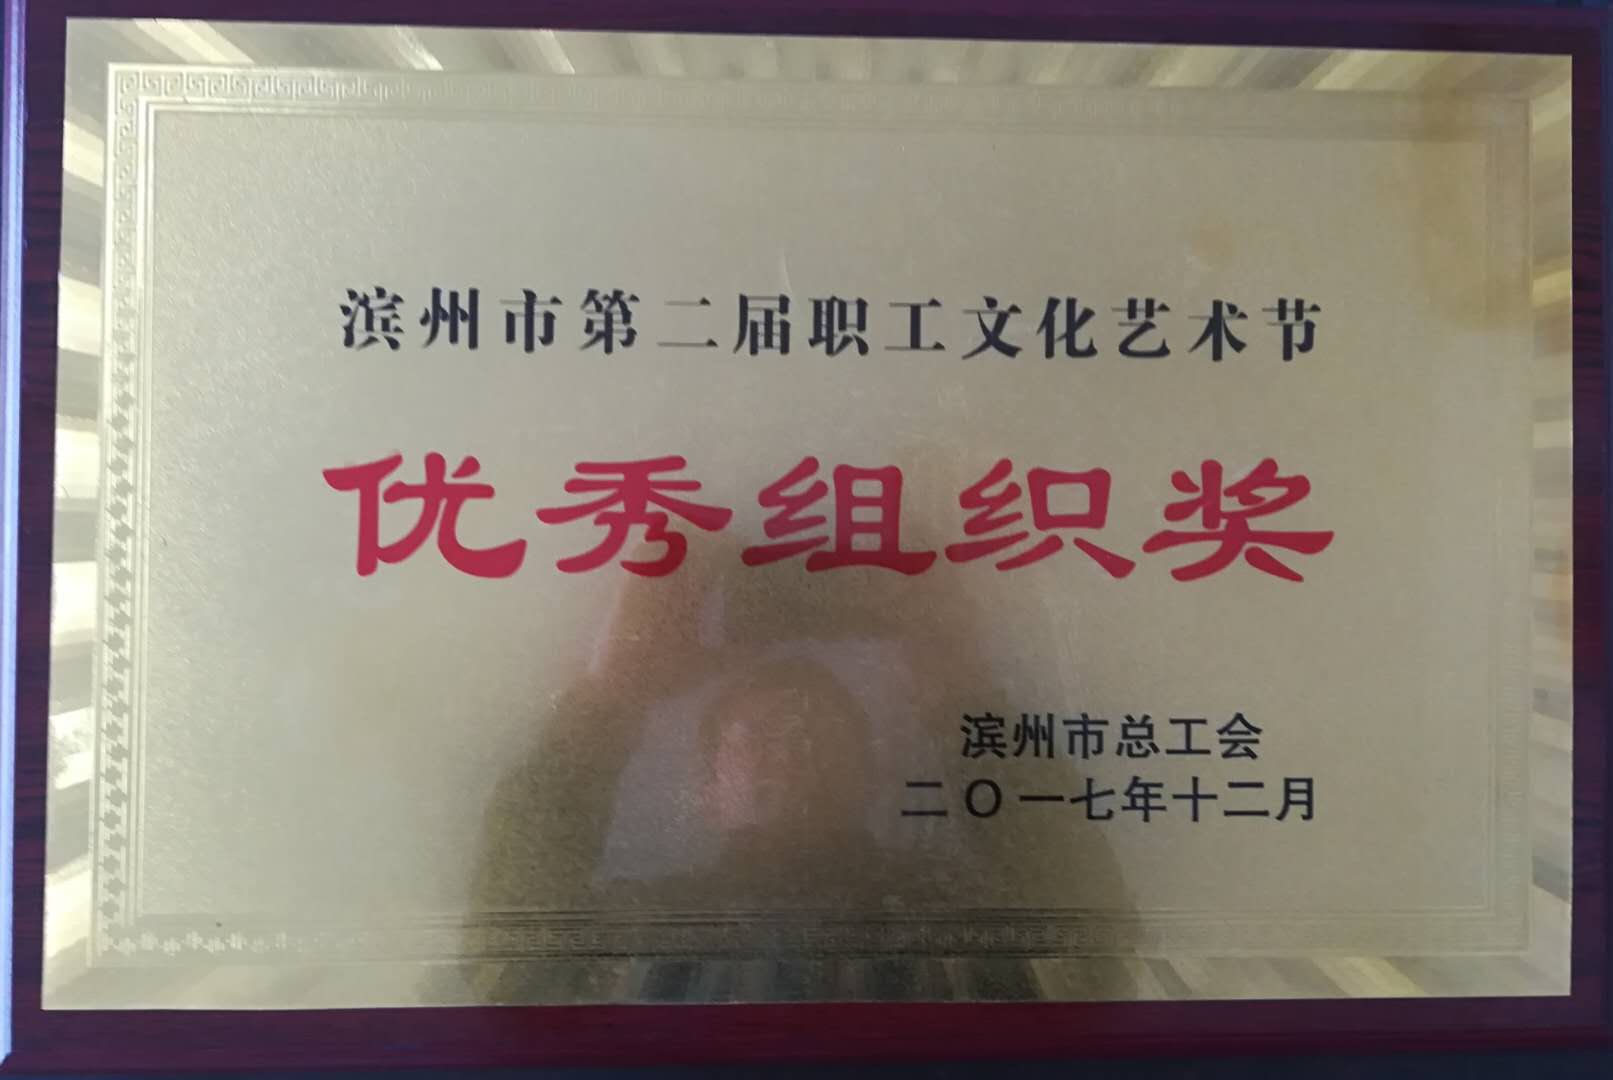 滨州市第二届职工文化艺术节
优秀组织奖
滨州市总工会
二〇一七年十二月